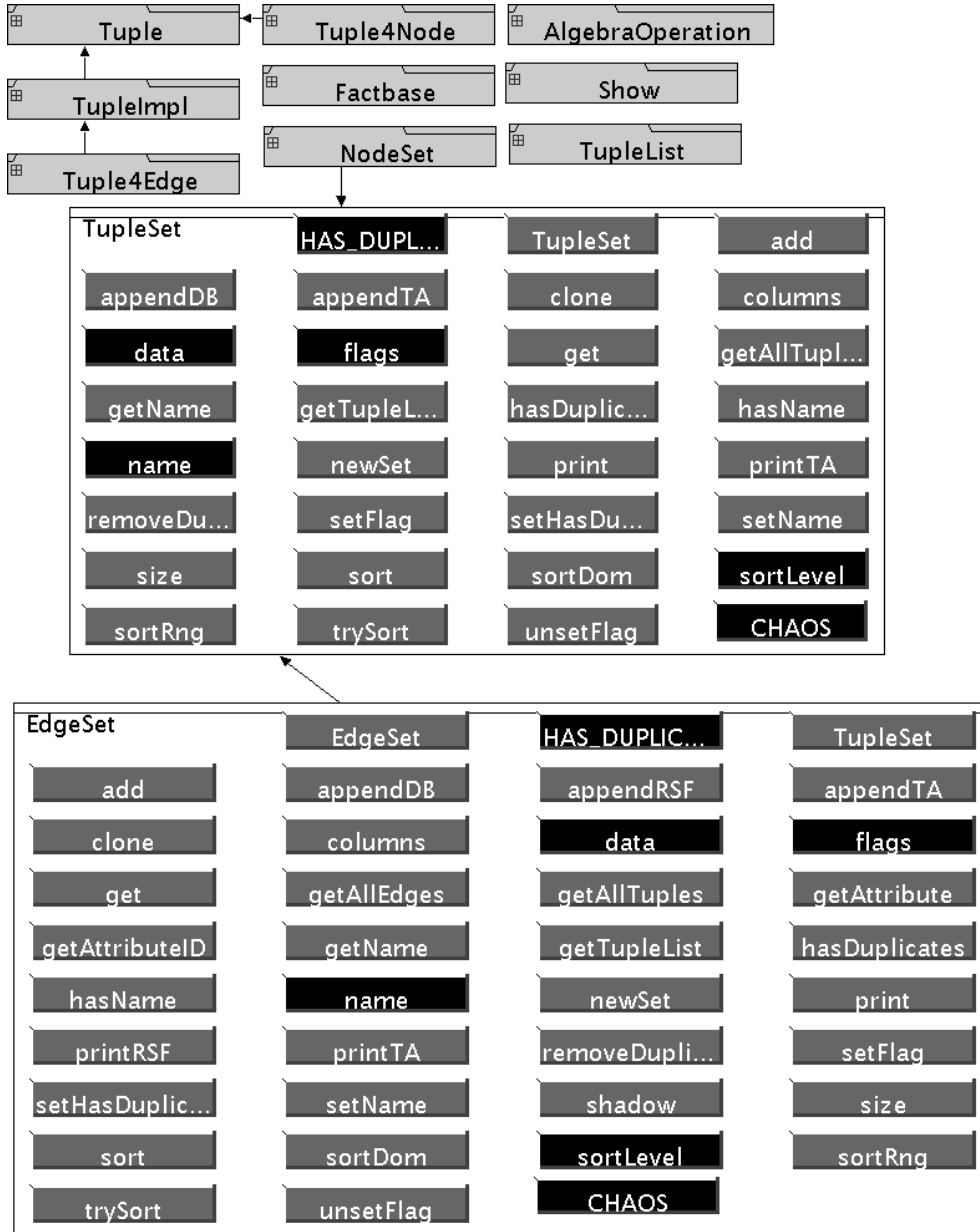 Tuple
Tuple4Node
AlgebraOperation
TupleImpl
Factbase
Show
Tuple4Edge
NodeSet
TupleList
TupleSet
HAS_DUPL...
TupleSet
add
appendDB
appendTA
clone
columns
data
flags
get
getAllTupl...
getName
getTupleL...
hasDuplic...
hasName
name
newSet
print
printTA
removeDu...
setFlag
setHasDu...
setName
size
sort
sortDom
sortLevel
sortRng
trySort
unsetFlag
CHAOS
EdgeSet
EdgeSet
HAS_DUPLIC...
TupleSet
add
appendDB
appendRSF
appendTA
clone
columns
data
flags
get
getAllEdges
getAllTuples
getAttribute
getAttributeID
getName
getTupleList
hasDuplicates
hasName
name
newSet
print
printRSF
printTA
removeDupli...
setFlag
setHasDuplic...
setName
shadow
size
sort
sortDom
sortLevel
sortRng
trySort
unsetFlag
CHAOS